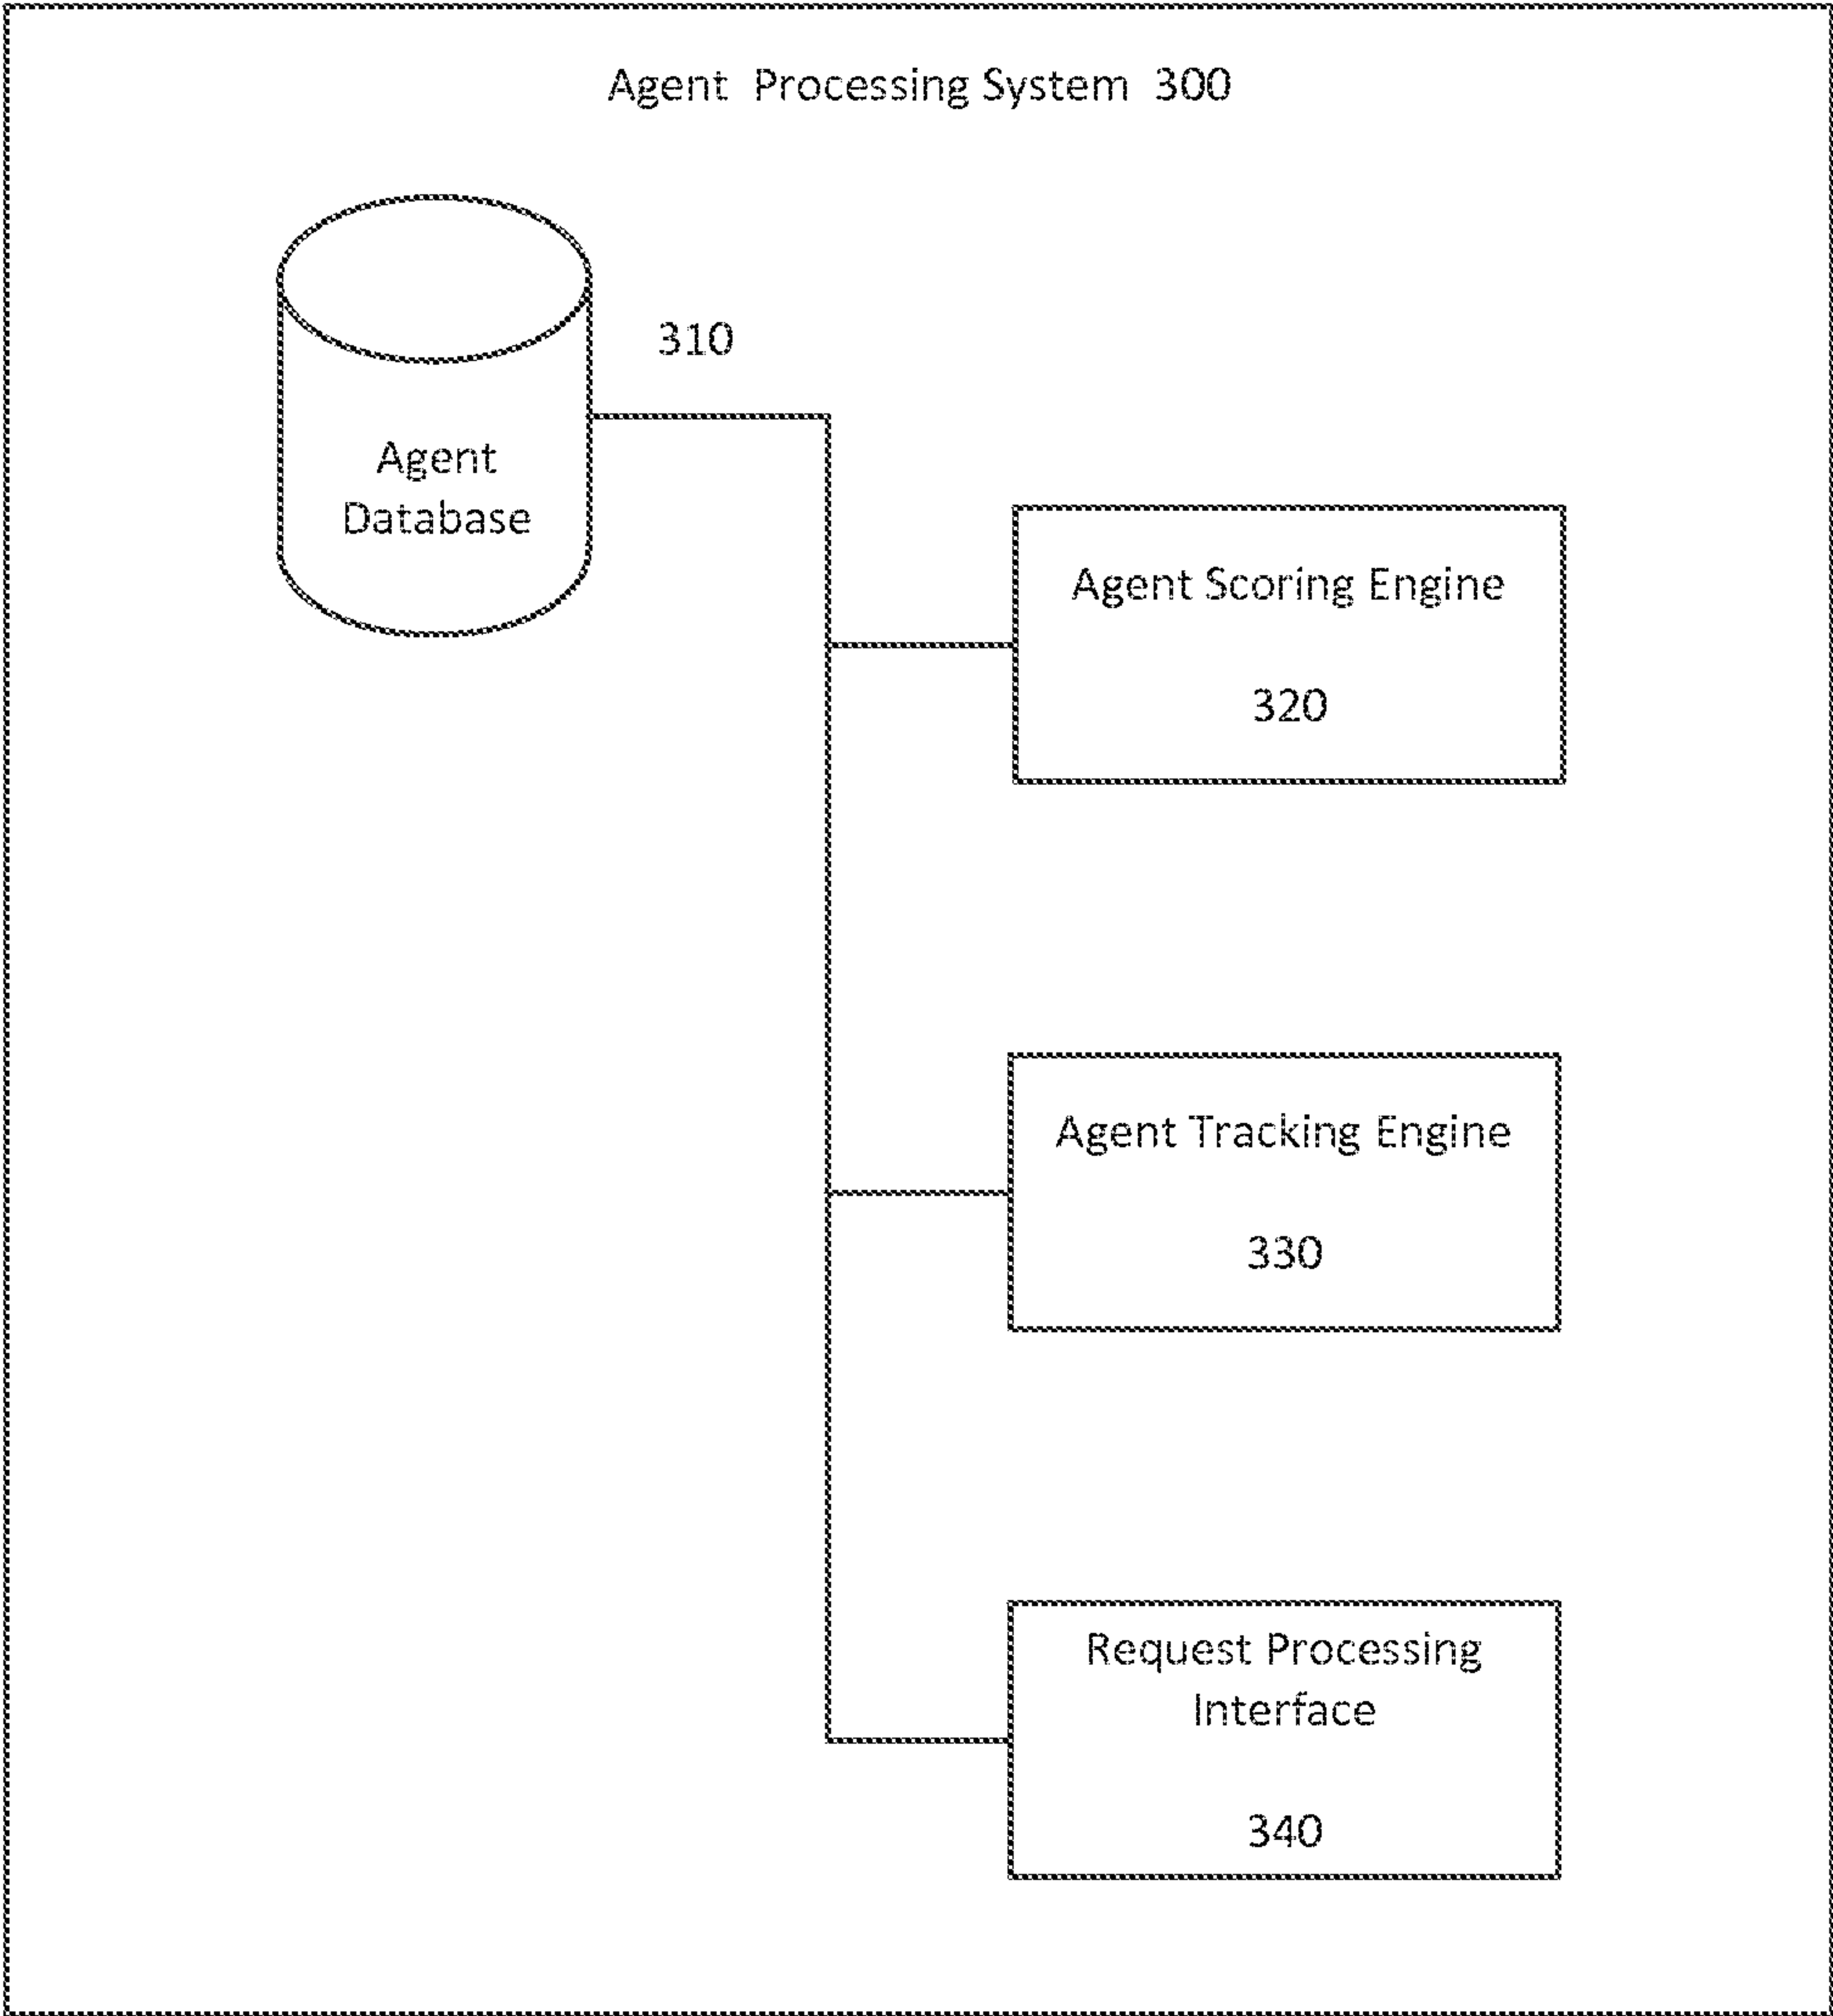 Agent Processing System 300
310
Agent
Database
Agent Scoring Engine
320
Agent Tracking Engine
330
Request Processing
Interface
340